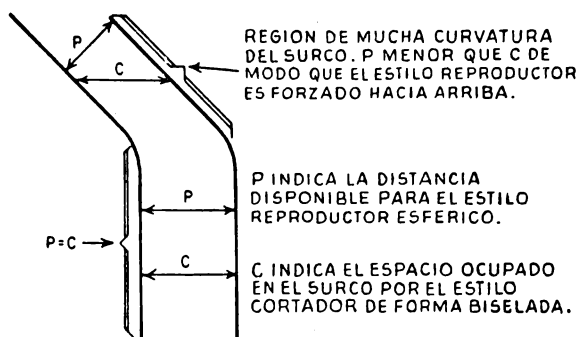 P
C
REGION DE MUCHA CURVATURA
DEL SURCO. P MENOR QUE C DE
MODO QUE EL ESTILO REPRODUCTOR
ES FORZADO HACIA ARRIBA.
P
P=C
C
P INDICA LA DISTANCIA
DISPONIBLE PARA EL ESTILO
REPRODUCTOR ESFERICO.
C INDICA EL ESPACIO OCUPADO
EN EL SURCO POR EL ESTILO
CORTADOR DE FORMA BISELADA.